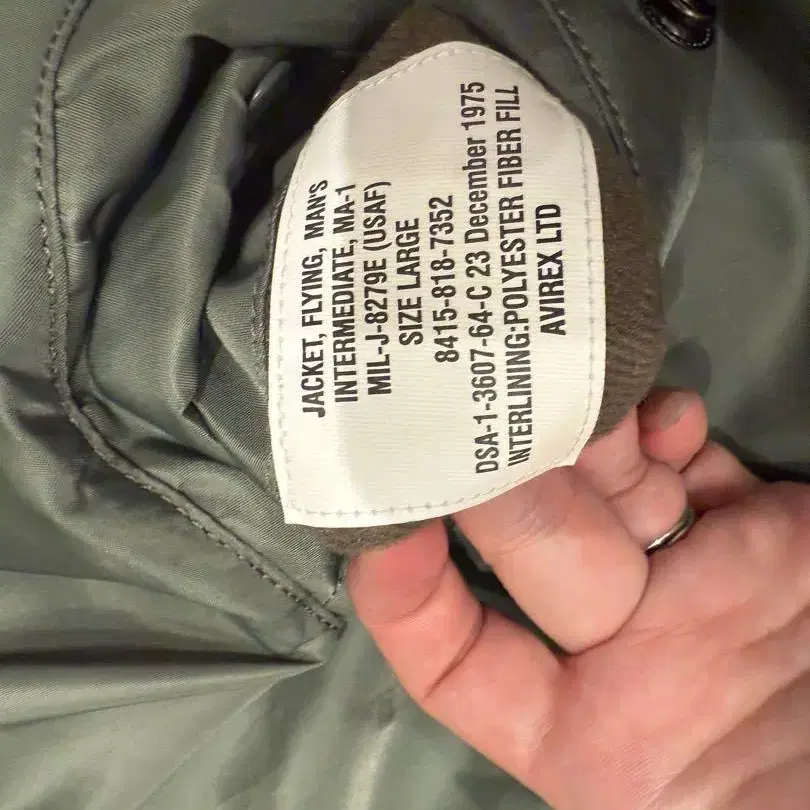 JACKET, FLYING, MAN'S
INTERMEDIATE, MA-1
MIL-J-8279E (USAF)
SIZE LARGE
8415-818-7352
DSA-1-3607-64-C 23 December 1975
INTERLINING:POLYESTER FIBER FILL
AVIREX LTD